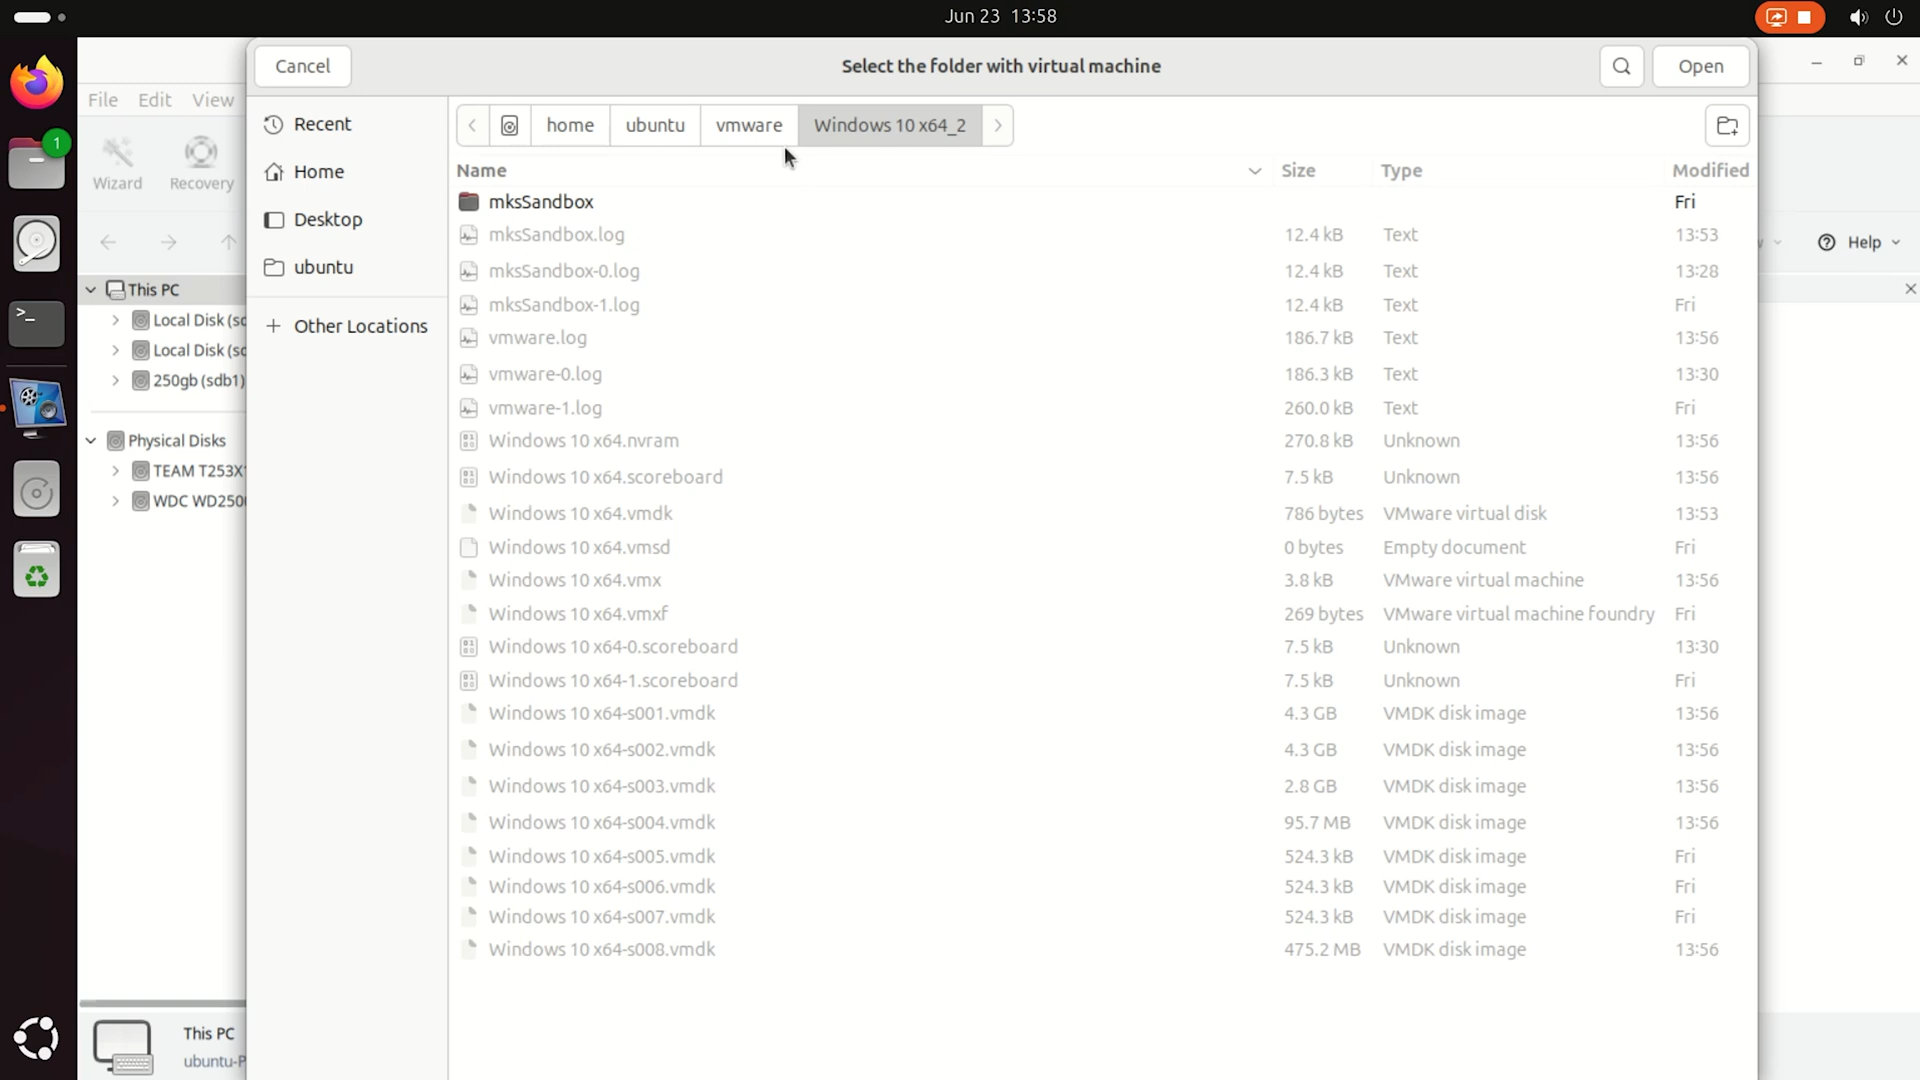 Jun 23 13:58
Cancel
Select the folder with virtual machine
Open
File Edit View
Recent
home ubuntu vmware Windows 10 x64_2
Wizard Recovery
Home
Name Size Type Modified
mksSandbox Fri
Desktop
mksSandbox.log 12.4 kB Text 13:53
Help
ubuntu
mksSandbox-0.log 12.4 kB Text 13:28
This PC
mksSandbox-1.log 12.4 kB Text Fri
Local Disk (sd
Other Locations
vmware.log 186.7 kB Text 13:56
Local Disk (sd
vmware-0.log 186.3 kB Text 13:30
250gb (sdb1)
vmware-1.log 260.0 kB Text Fri
Physical Disks
Windows 10 x64.nvram 270.8 kB Unknown 13:56
TEAM T253X
Windows 10 x64.scoreboard 7.5 kB Unknown 13:56
WDC WD250
Windows 10 x64.vmdk 786 bytes VMware virtual disk 13:53
Windows 10 x64.vmsd 0 bytes Empty document Fri
Windows 10 x64.vmx 3.8 kB VMware virtual machine 13:56
Windows 10 x64.vmxf 269 bytes VMware virtual machine foundry Fri
Windows 10 x64-0.scoreboard 7.5 kB Unknown 13:30
Windows 10 x64-1.scoreboard 7.5 kB Unknown Fri
Windows 10 x64-s001.vmdk 4.3 GB VMDK disk image 13:56
Windows 10 x64-s002.vmdk 4.3 GB VMDK disk image 13:56
Windows 10 x64-s003.vmdk 2.8 GB VMDK disk image 13:56
Windows 10 x64-s004.vmdk 95.7 MB VMDK disk image 13:56
Windows 10 x64-s005.vmdk 524.3 kB VMDK disk image Fri
Windows 10 x64-s006.vmdk 524.3 kB VMDK disk image Fri
Windows 10 x64-s007.vmdk 524.3 kB VMDK disk image Fri
Windows 10 x64-s008.vmdk 475.2 MB VMDK disk image 13:56
This PC
ubuntu-P
1